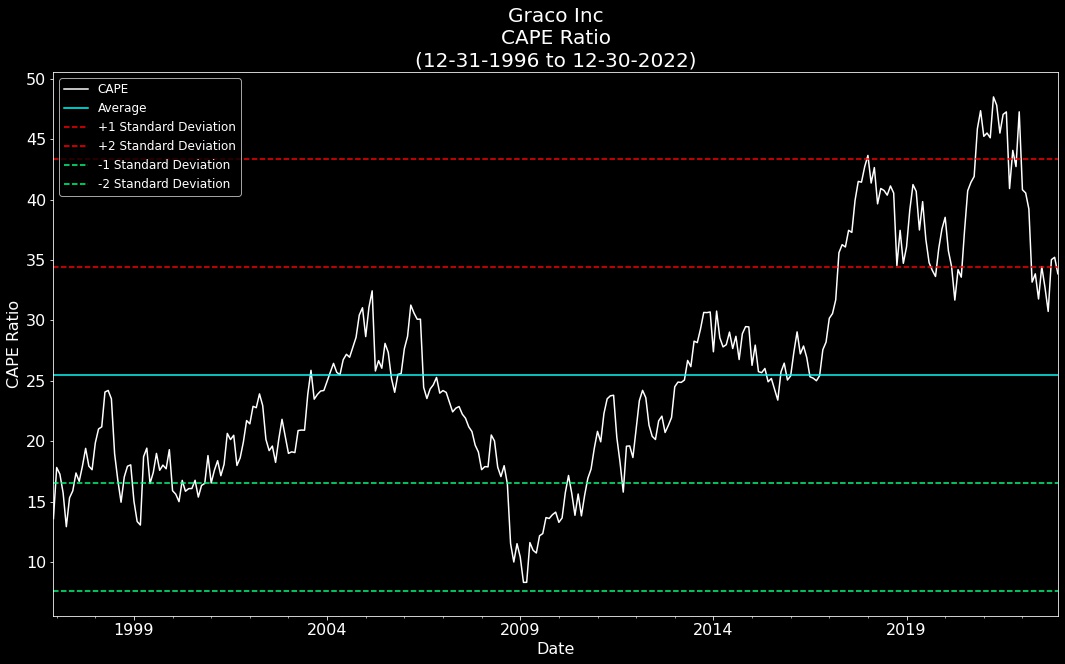 Graco Inc
CAPE Ratio
(12-31-1996 to 12-30-2022)
CAPE
Average
+1 Standard Deviation
+2 Standard Deviation
-1 Standard Deviation
-2 Standard Deviation
CAPE Ratio
50
45
40
35
30
25
20
15
10
1999
2004
2009
2014
2019
Date